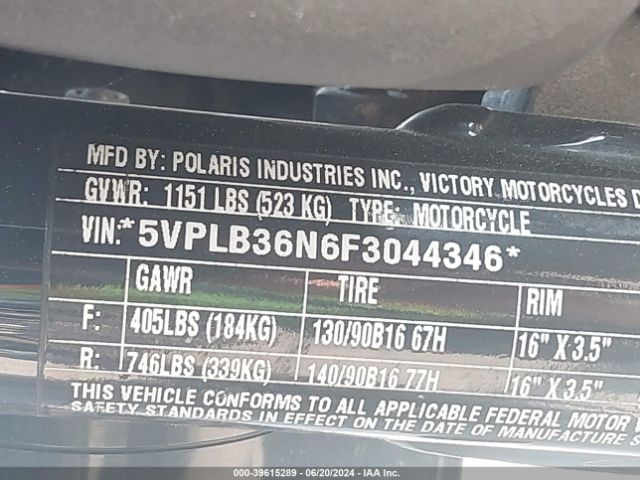 MFD BY: POLARIS INDUSTRIES INC., VICTORY MOTORCYCLES D
GVWR: 1151 LBS (523 KG) TYPE: MOTORCYCLE
VIN:*5VPLB36N6F3044346*
GAWR TIRE RIM
F: 405LBS (184KG) 130/90B16 67H 16" X 3.5"
R: 746LBS (339KG) 140/90B16 77H 16" X 3.5"
THIS VEHICLE CONFORMS TO ALL APPLICABLE FEDERAL MOTOR V
SAFETY STANDARDS IN EFFECT ON THE DATE OF MANUFACTURE S
000-39615289 - 06/20/2024 - IAA Inc.